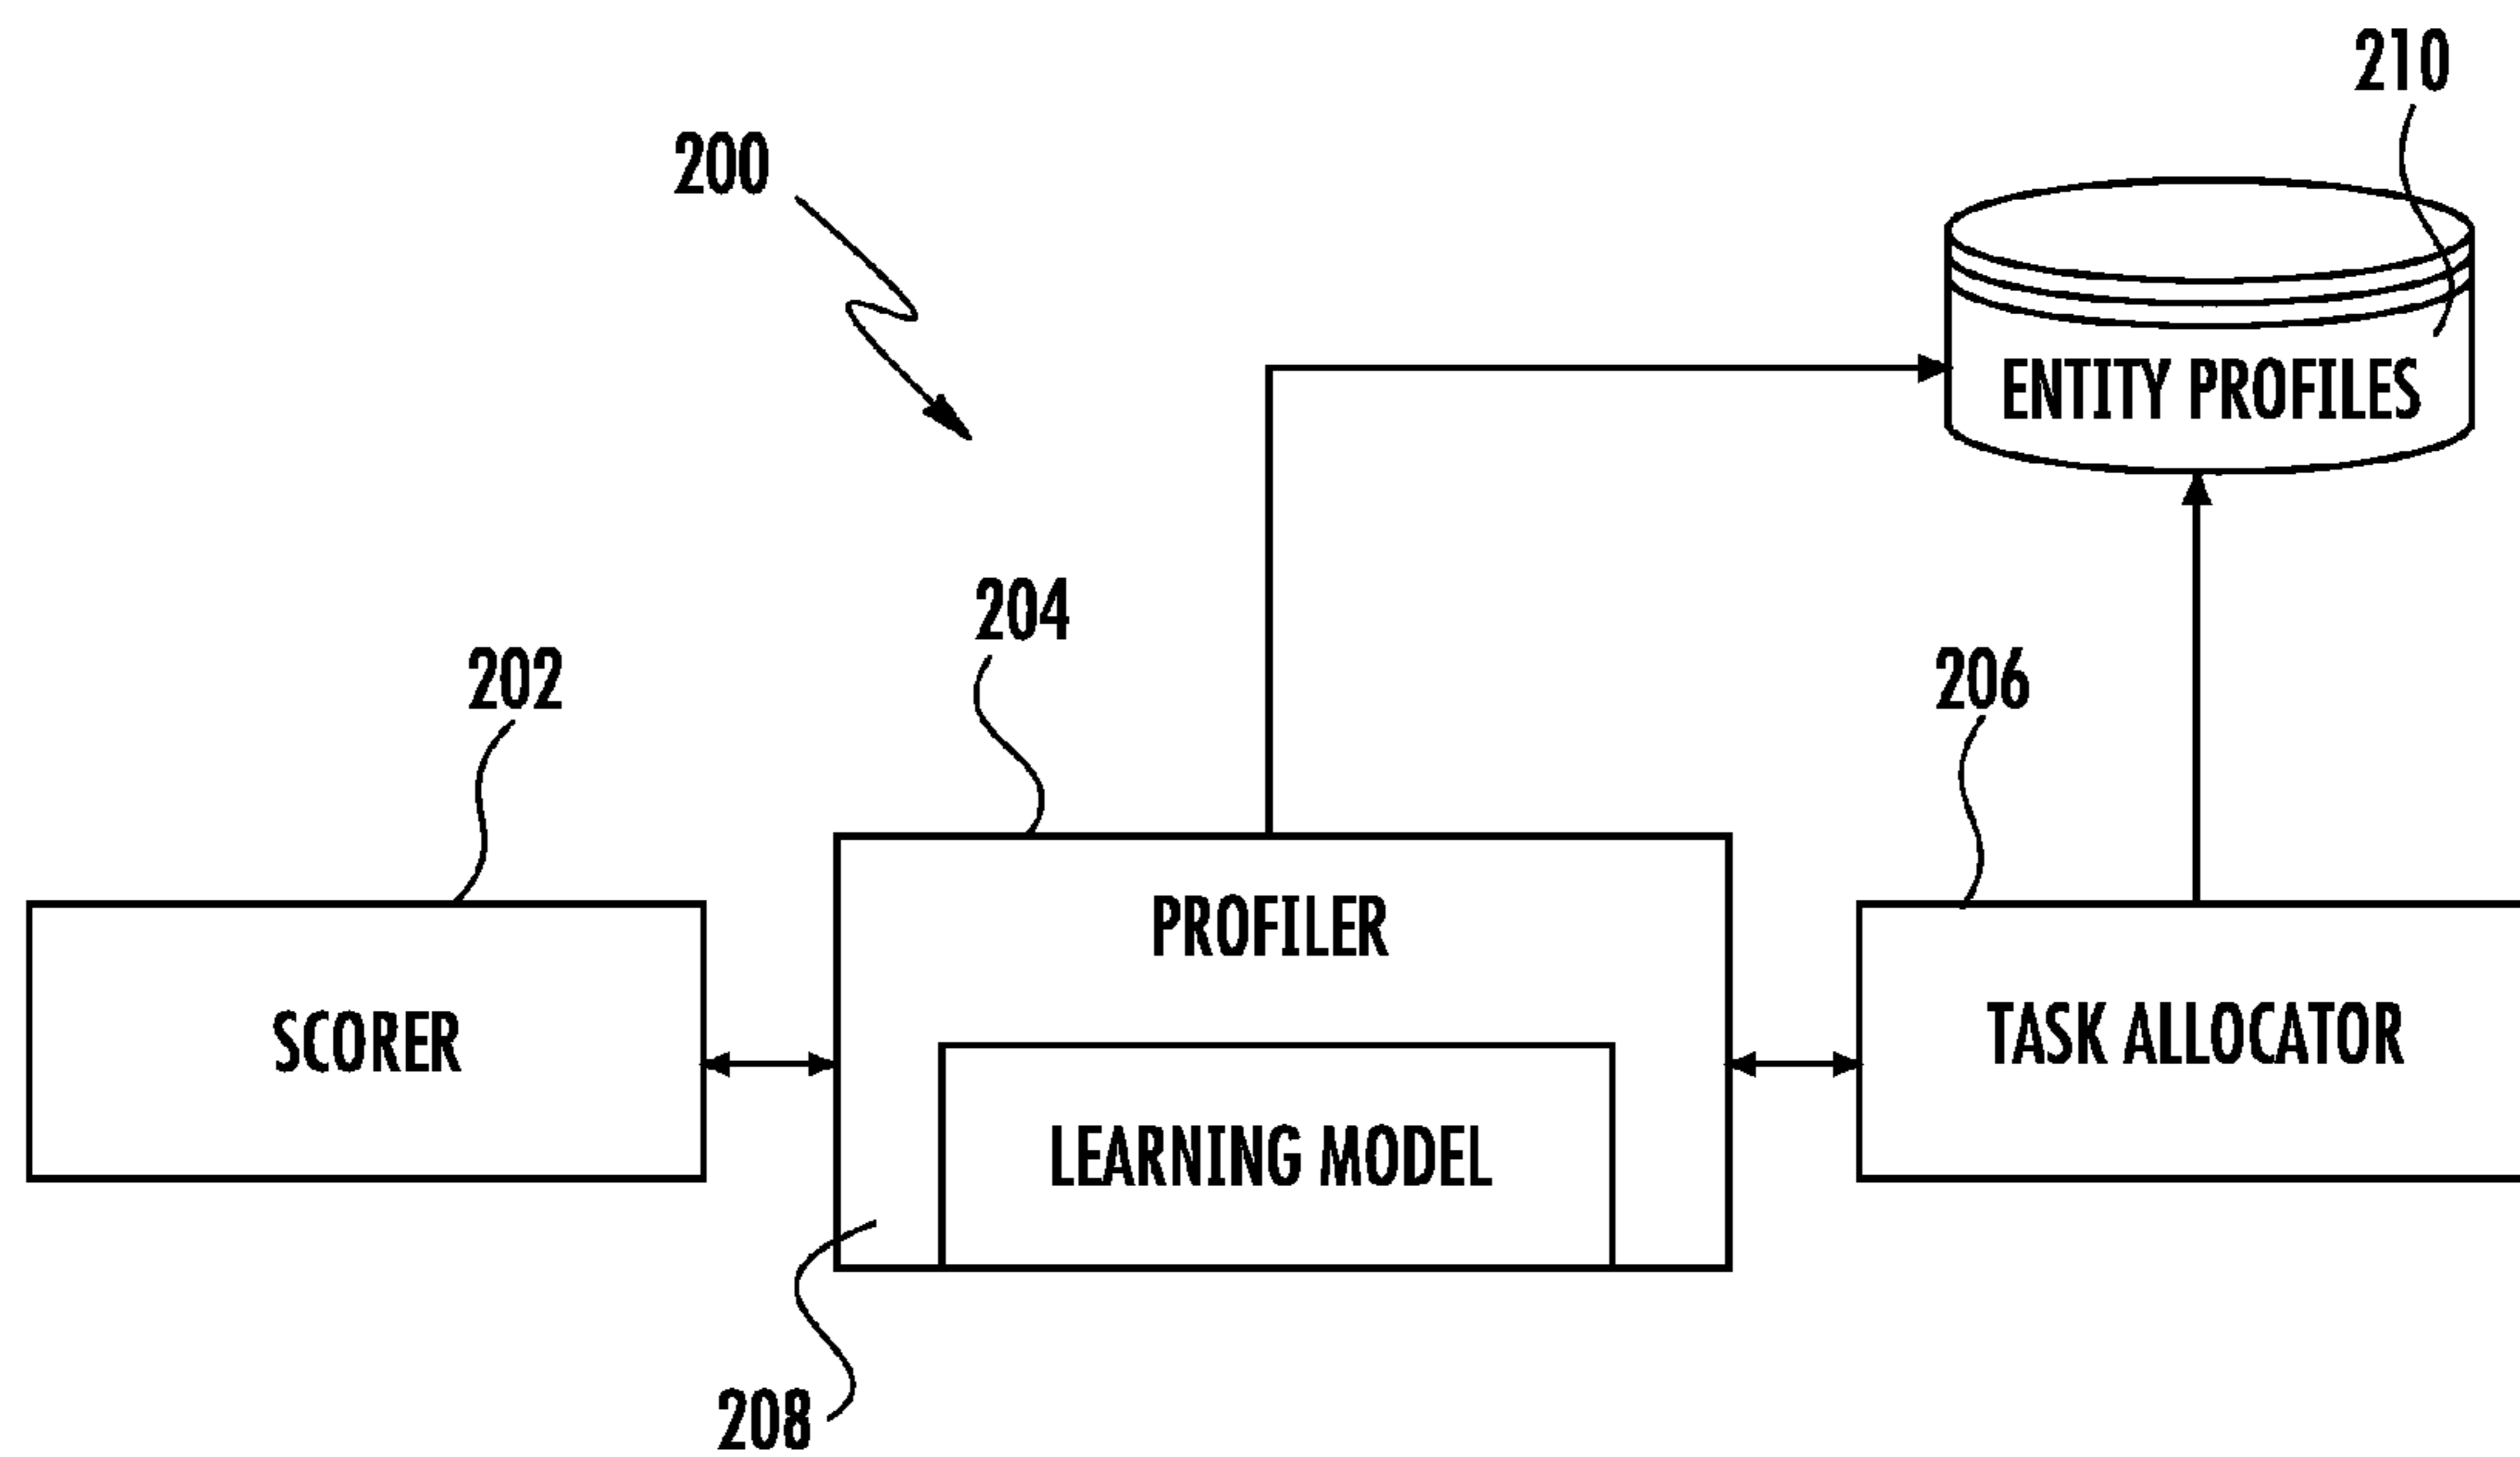 210
200
ENTITY PROFILES
204
202
206
PROFILER
SCORER
TASK ALLOCATOR
LEARNING MODEL
208